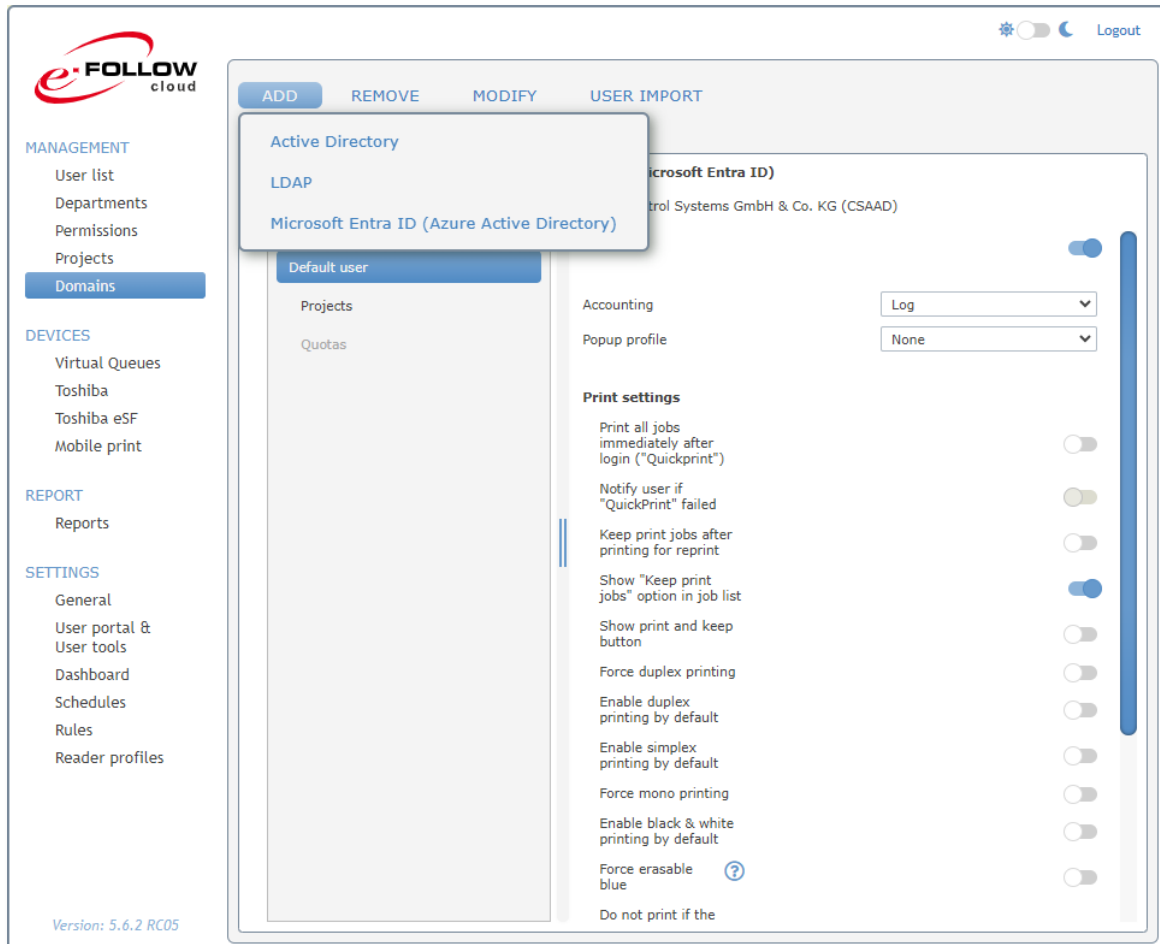 Logout
e-FOLLOW
cloud
MANAGEMENT
User list
Departments
Permissions
Projects
Domains
DEVICES
Virtual Queues
Toshiba
Toshiba eSF
Mobile print
REPORT
Reports
SETTINGS
General
User portal &
User tools
Dashboard
Schedules
Rules
Reader profiles
Version: 5.6.2 RC05
ADD REMOVE MODIFY USER IMPORT
Active Directory
LDAP
Microsoft Entra ID (Azure Active Directory)
Default user
Projects
Quotas
Entra ID)
Systems GmbH & Co. KG (CSAAD)
Accounting Log
Popup profile None
Print settings
Print all jobs
immediately after
login ("Quickprint")
Notify user if
"QuickPrint" failed
Keep print jobs after
printing for reprint
Show "Keep print
jobs" option in job list
Show print and keep
button
Force duplex printing
Enable duplex
printing by default
Enable simplex
printing by default
Force mono printing
Enable black & white
printing by default
Force erasable ?
blue
Do not print if the